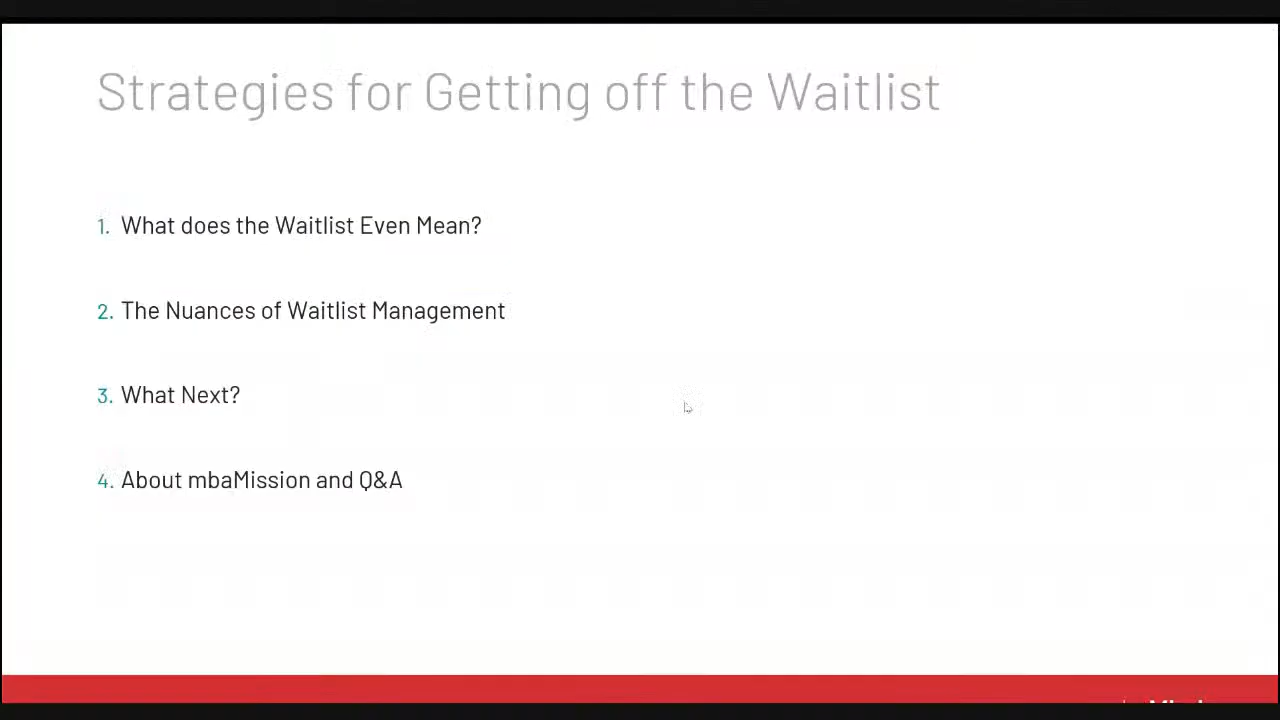 Strategies for Getting off the Waitlist
1. What does the Waitlist Even Mean?
2. The Nuances of Waitlist Management
3. What Next?
4. About mbaMission and Q&A